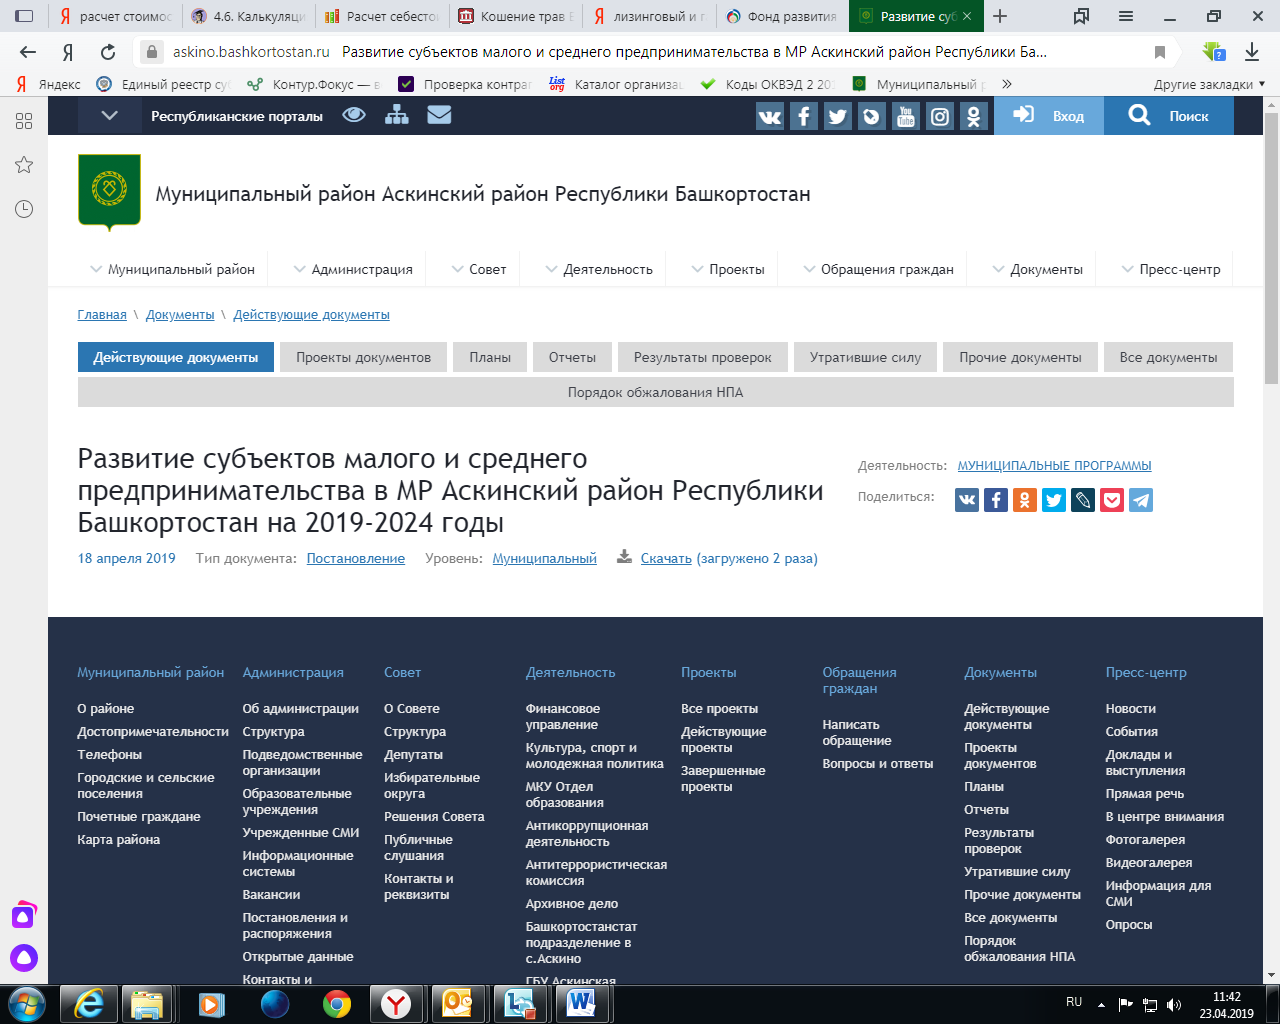 расчет стоимос
4.6. Калькуляци
Расчет себесто
Кошение трав
лизинговый и
Фонд развития
Развитие суб
askino.bashkortostan.ru Развитие субъектов малого и среднего предпринимательства в МР Аскинский район Республики Ба...
Яндекс
Единый реестр су
Контур.Фокус — в
Проверка контраг
Каталог организац
Коды ОКВЭД 2 20
Муниципальный р
Другие закладки
Республиканские порталы
Вход
Поиск
Муниципальный район Аскинский район Республики Башкортостан
Муниципальный район
Администрация
Совет
Деятельность
Проекты
Обращения граждан
Документы
Пресс-центр
Главная \ Документы \ Действующие документы
Действующие документы
Проекты документов
Планы
Отчеты
Результаты проверок
Утратившие силу
Прочие документы
Все документы
Порядок обжалования НПА
Развитие субъектов малого и среднего
предпринимательства в МР Аскинский район Республики
Башкортостан на 2019-2024 годы
18 апреля 2019 Тип документа: Постановление Уровень: Муниципальный Скачать (загружено 2 раза)
Деятельность: МУНИЦИПАЛЬНЫЕ ПРОГРАММЫ
Поделиться:
Муниципальный район
О районе
Достопримечательности
Телефоны
Городские и сельские
поселения
Почетные граждане
Карта района
Администрация
Об администрации
Структура
Подведомственные
организации
Образовательные
учреждения
Учрежденные СМИ
Информационные
системы
Вакансии
Постановления и
распоряжения
Открытые данные
Контакты и
Совет
О Совете
Структура
Депутаты
Избирательные
округа
Решения Совета
Публичные
слушания
Контакты и
реквизиты
Деятельность
Финансовое
управление
Культура, спорт и
молодежная политика
МКУ Отдел
образования
Антикоррупционная
деятельность
Антитеррористическая
комиссия
Архивное дело
Башкортостанстат
подразделение в
с.Аскино
ГБУ Аскинская
Проекты
Все проекты
Действующие
проекты
Завершенные
проекты
Обращения
граждан
Написать
обращение
Вопросы и ответы
Документы
Действующие
документы
Проекты
документов
Планы
Отчеты
Результаты
проверок
Утратившие силу
Прочие документы
Все документы
Порядок
обжалования НПА
Пресс-центр
Новости
События
Доклады и
выступления
Прямая речь
В центре внимания
Фотогалерея
Видеогалерея
Информация для
СМИ
Опросы
RU
11:42
23.04.2019